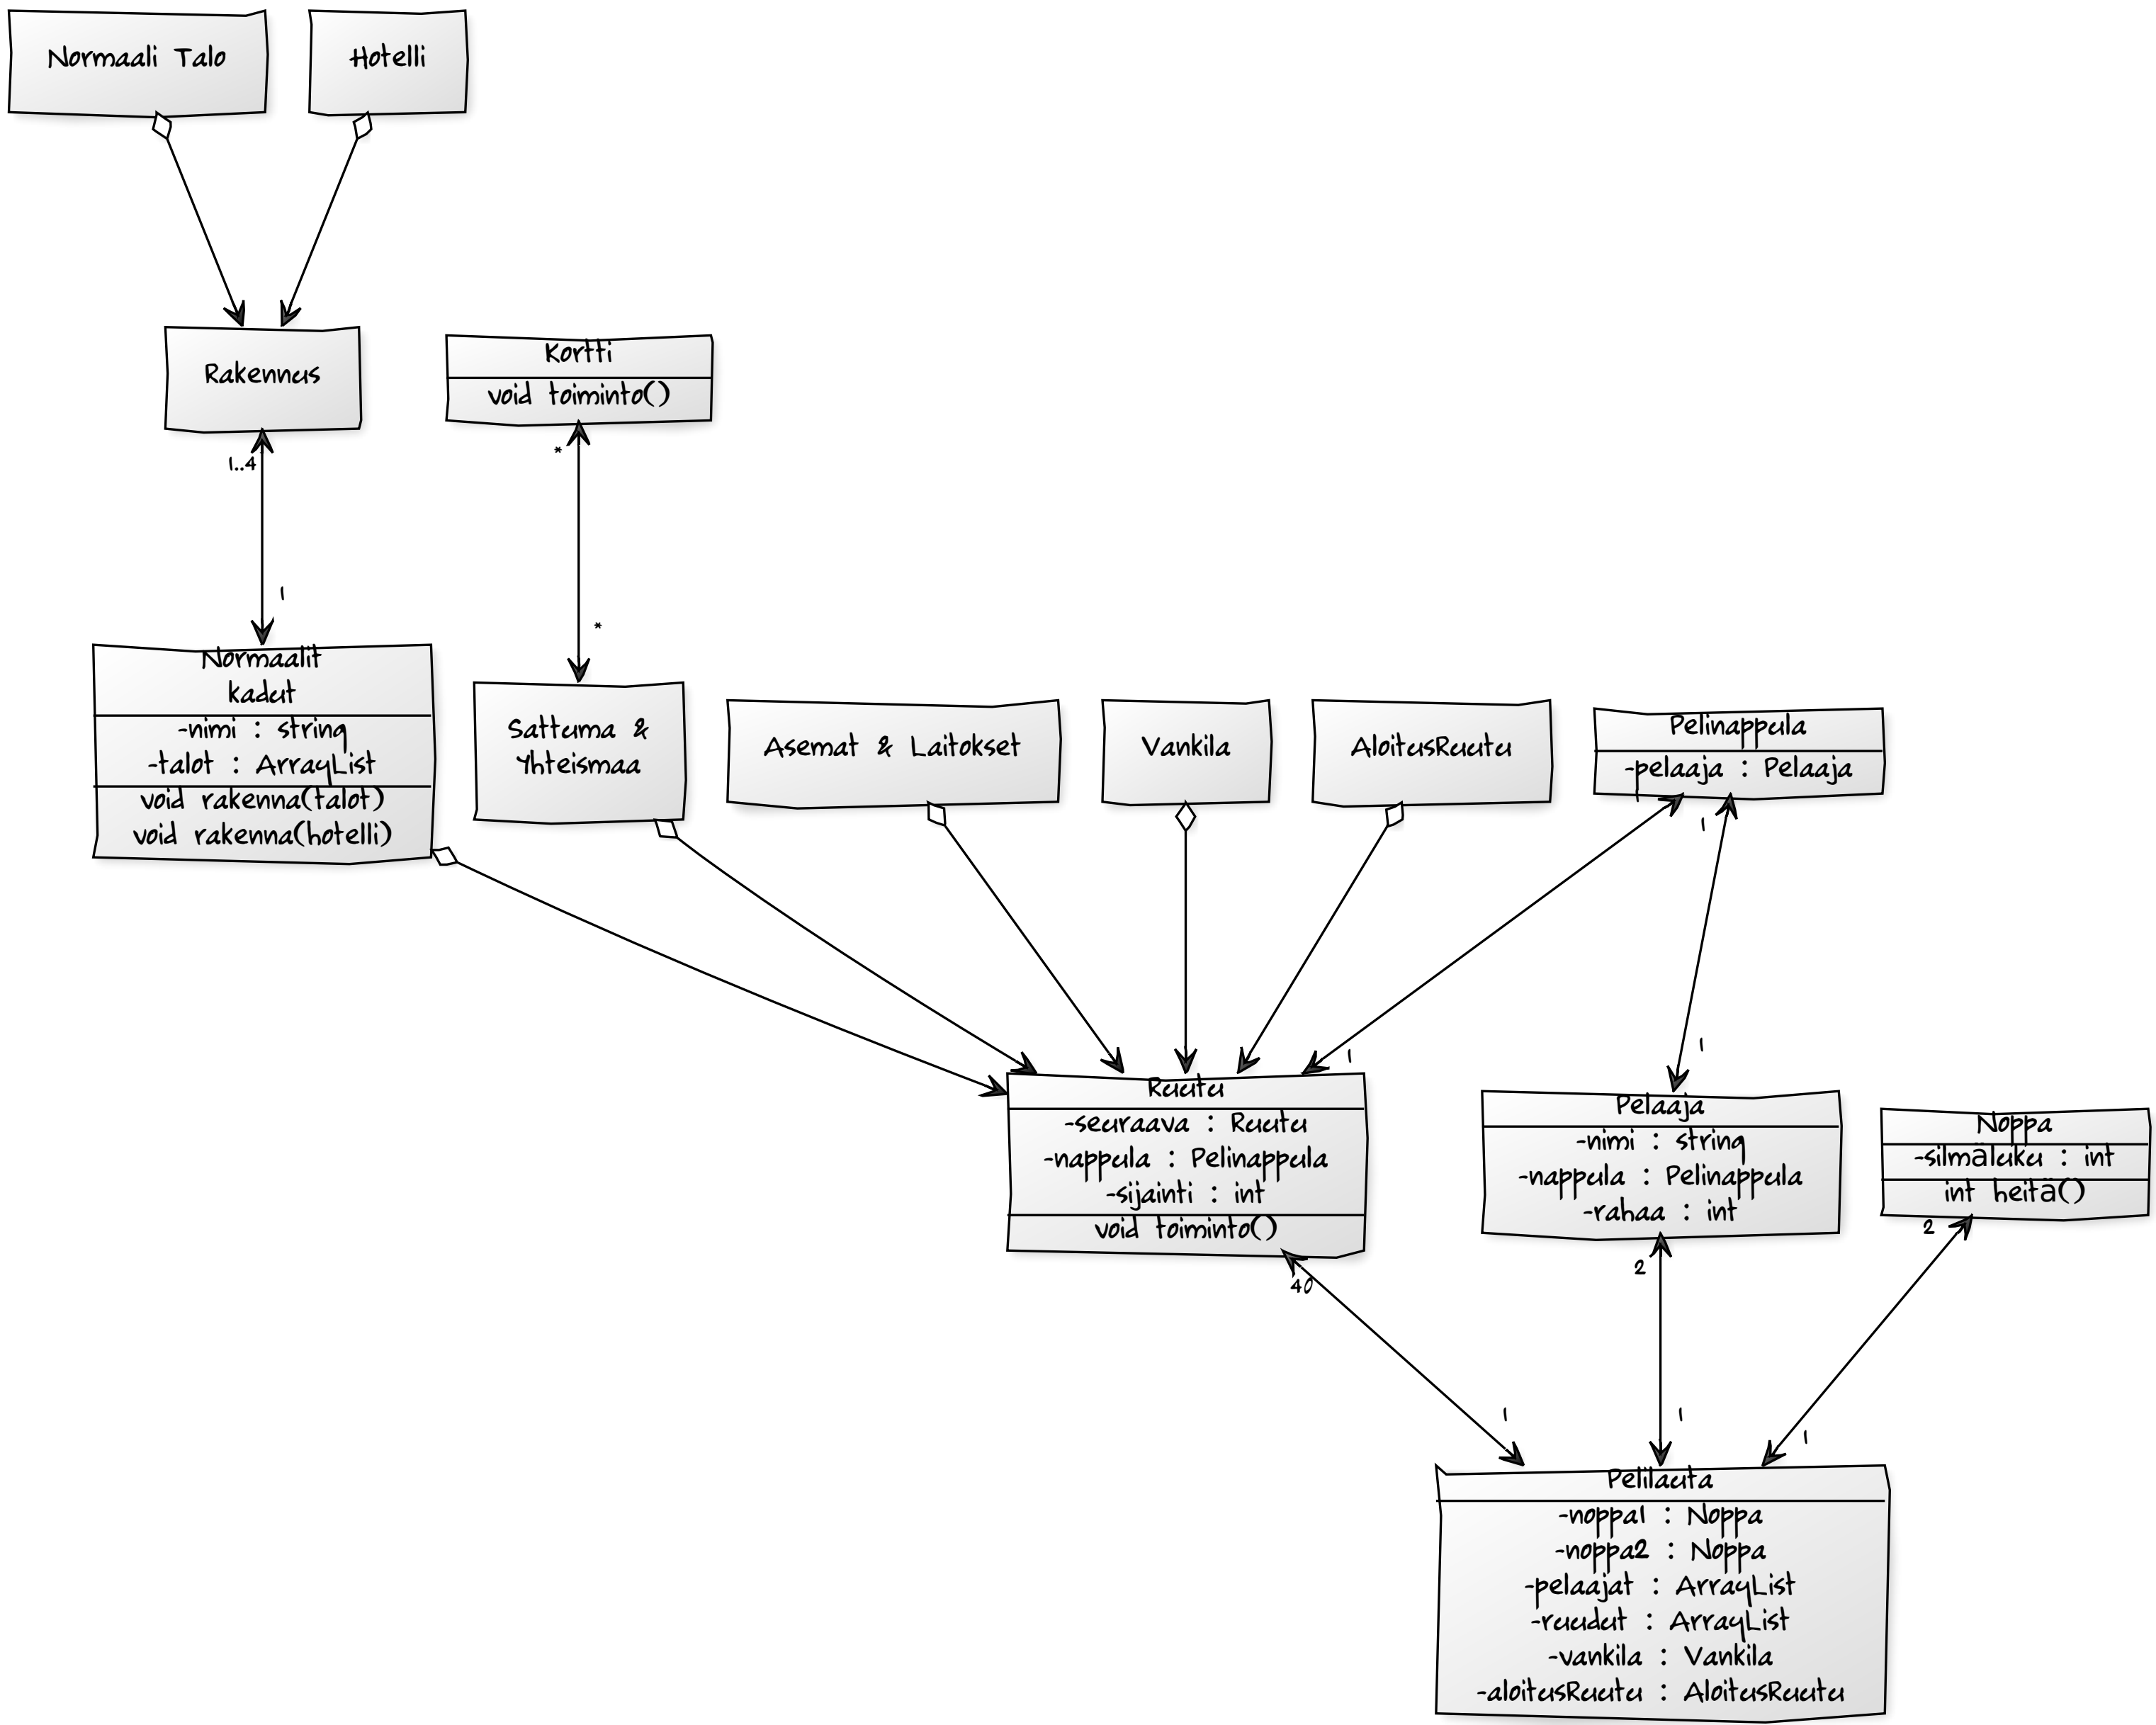 Normaali Talo
Hotelli
Rakennus
1..4
1
Kortti
void toiminto()
*
*
Normaalit
kadut
-nimi : string
-talot : ArrayList
void rakenna(talot)
void rakenna(hotelli)
Sattuma &
Yhteismaa
Asemat & Laitokset
Vankila
AloitusRuutu
Pelinappula
-pelaaja : Pelaaja
1
1
1
1
Ruutu
-seuraava : Ruutu
-nappula : Pelinappula
-sijainti : int
void toiminto()
40
1
Pelaaja
-nimi : string
-nappula : Pelinappula
-rahaa : int
2
1
Noppa
-silmäluku : int
int heitä()
2
1
Pelilauta
-noppa1 : Noppa
-noppa2 : Noppa
-pelaajat : ArrayList
-ruudut : ArrayList
-vankila : Vankila
-aloitusRuutu : AloitusRuutu